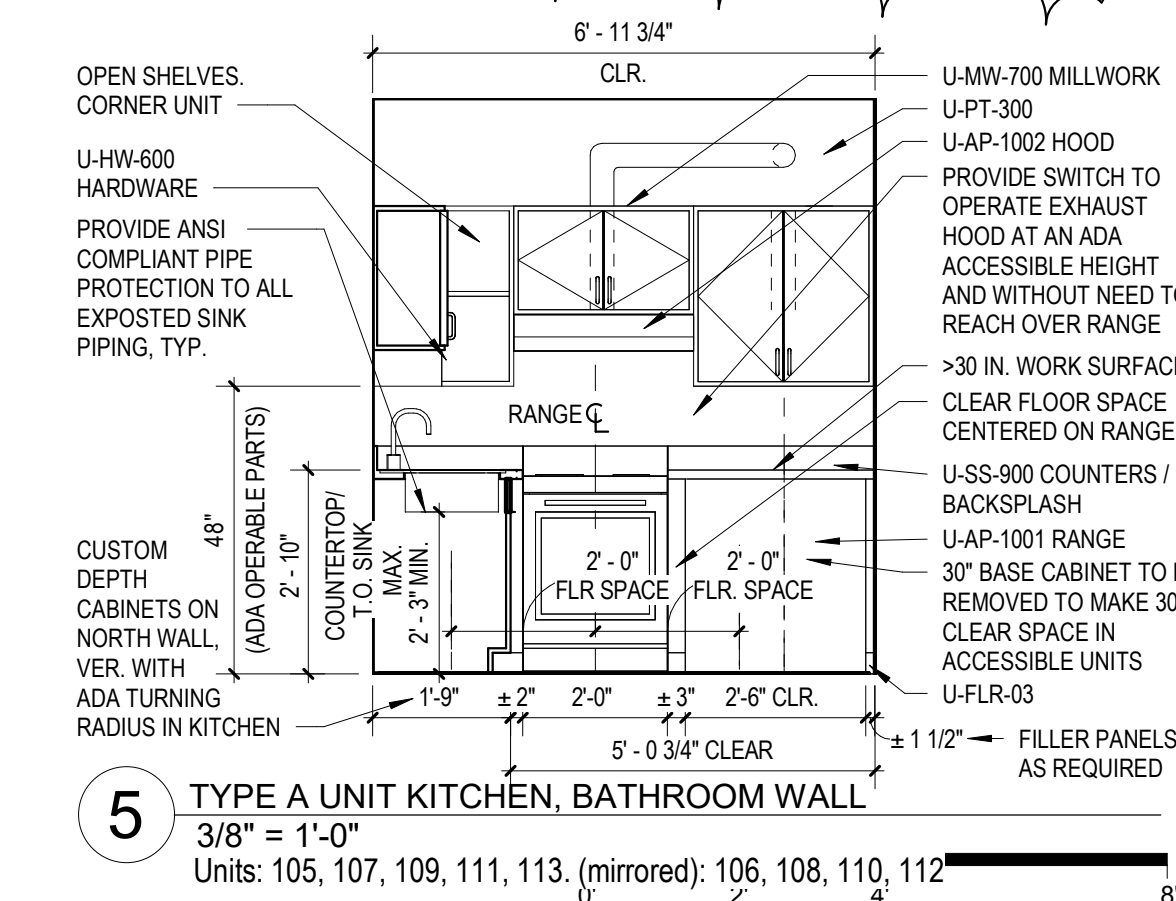 6' - 11 3/4"
CLR.
OPEN SHELVES.
CORNER UNIT
U-HW-600
HARDWARE
PROVIDE ANSI
COMPLIANT PIPE
PROTECTION TO ALL
EXPOSTED SINK
PIPING, TYP.
CUSTOM
DEPTH
CABINETS ON
NORTH WALL,
VER. WITH
ADA TURNING
RADIUS IN KITCHEN
48"
(ADA OPERABLE PARTS)
2' - 10"
COUNTERTOP/
T.O. SINK
MAX.
2' - 3" MIN.
RANGE
2' - 0"
FLR SPACE
2' - 0"
FLR. SPACE
U-MW-700 MILLWORK
U-PT-300
U-AP-1002 HOOD
PROVIDE SWITCH TO
OPERATE EXHAUST
HOOD AT AN ADA
ACCESSIBLE HEIGHT
AND WITHOUT NEED
REACH OVER RANGE
>30 IN. WORK
CLEAR FLOOR SPACE
CENTERED ON RANGE
U-SS-900 COUNTERS /
BACKSPLASH
U-AP-1001 RANGE
30" BASE CABINET TO
REMOVED TO MAKE
CLEAR SPACE IN
ACCESSIBLE UNITS
U-FLR-03
1'-9"
± 2"
2'-0"
± 3"
2'-6" CLR.
± 1 1/2"
FILLER PANELS
AS REQUIRED
5' - 0 3/4" CLEAR
5
TYPE A UNIT KITCHEN, BATHROOM WALL
3/8" = 1'-0"
Units: 105, 107, 109, 111, 113. (mirrored): 106, 108, 110, 112
0'
2'
4'
8'